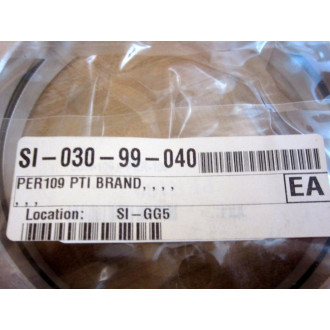 SI-030-99-040
PER109 PTI BRAND, , , ,
, , ,
EA
Location: SI-GG5